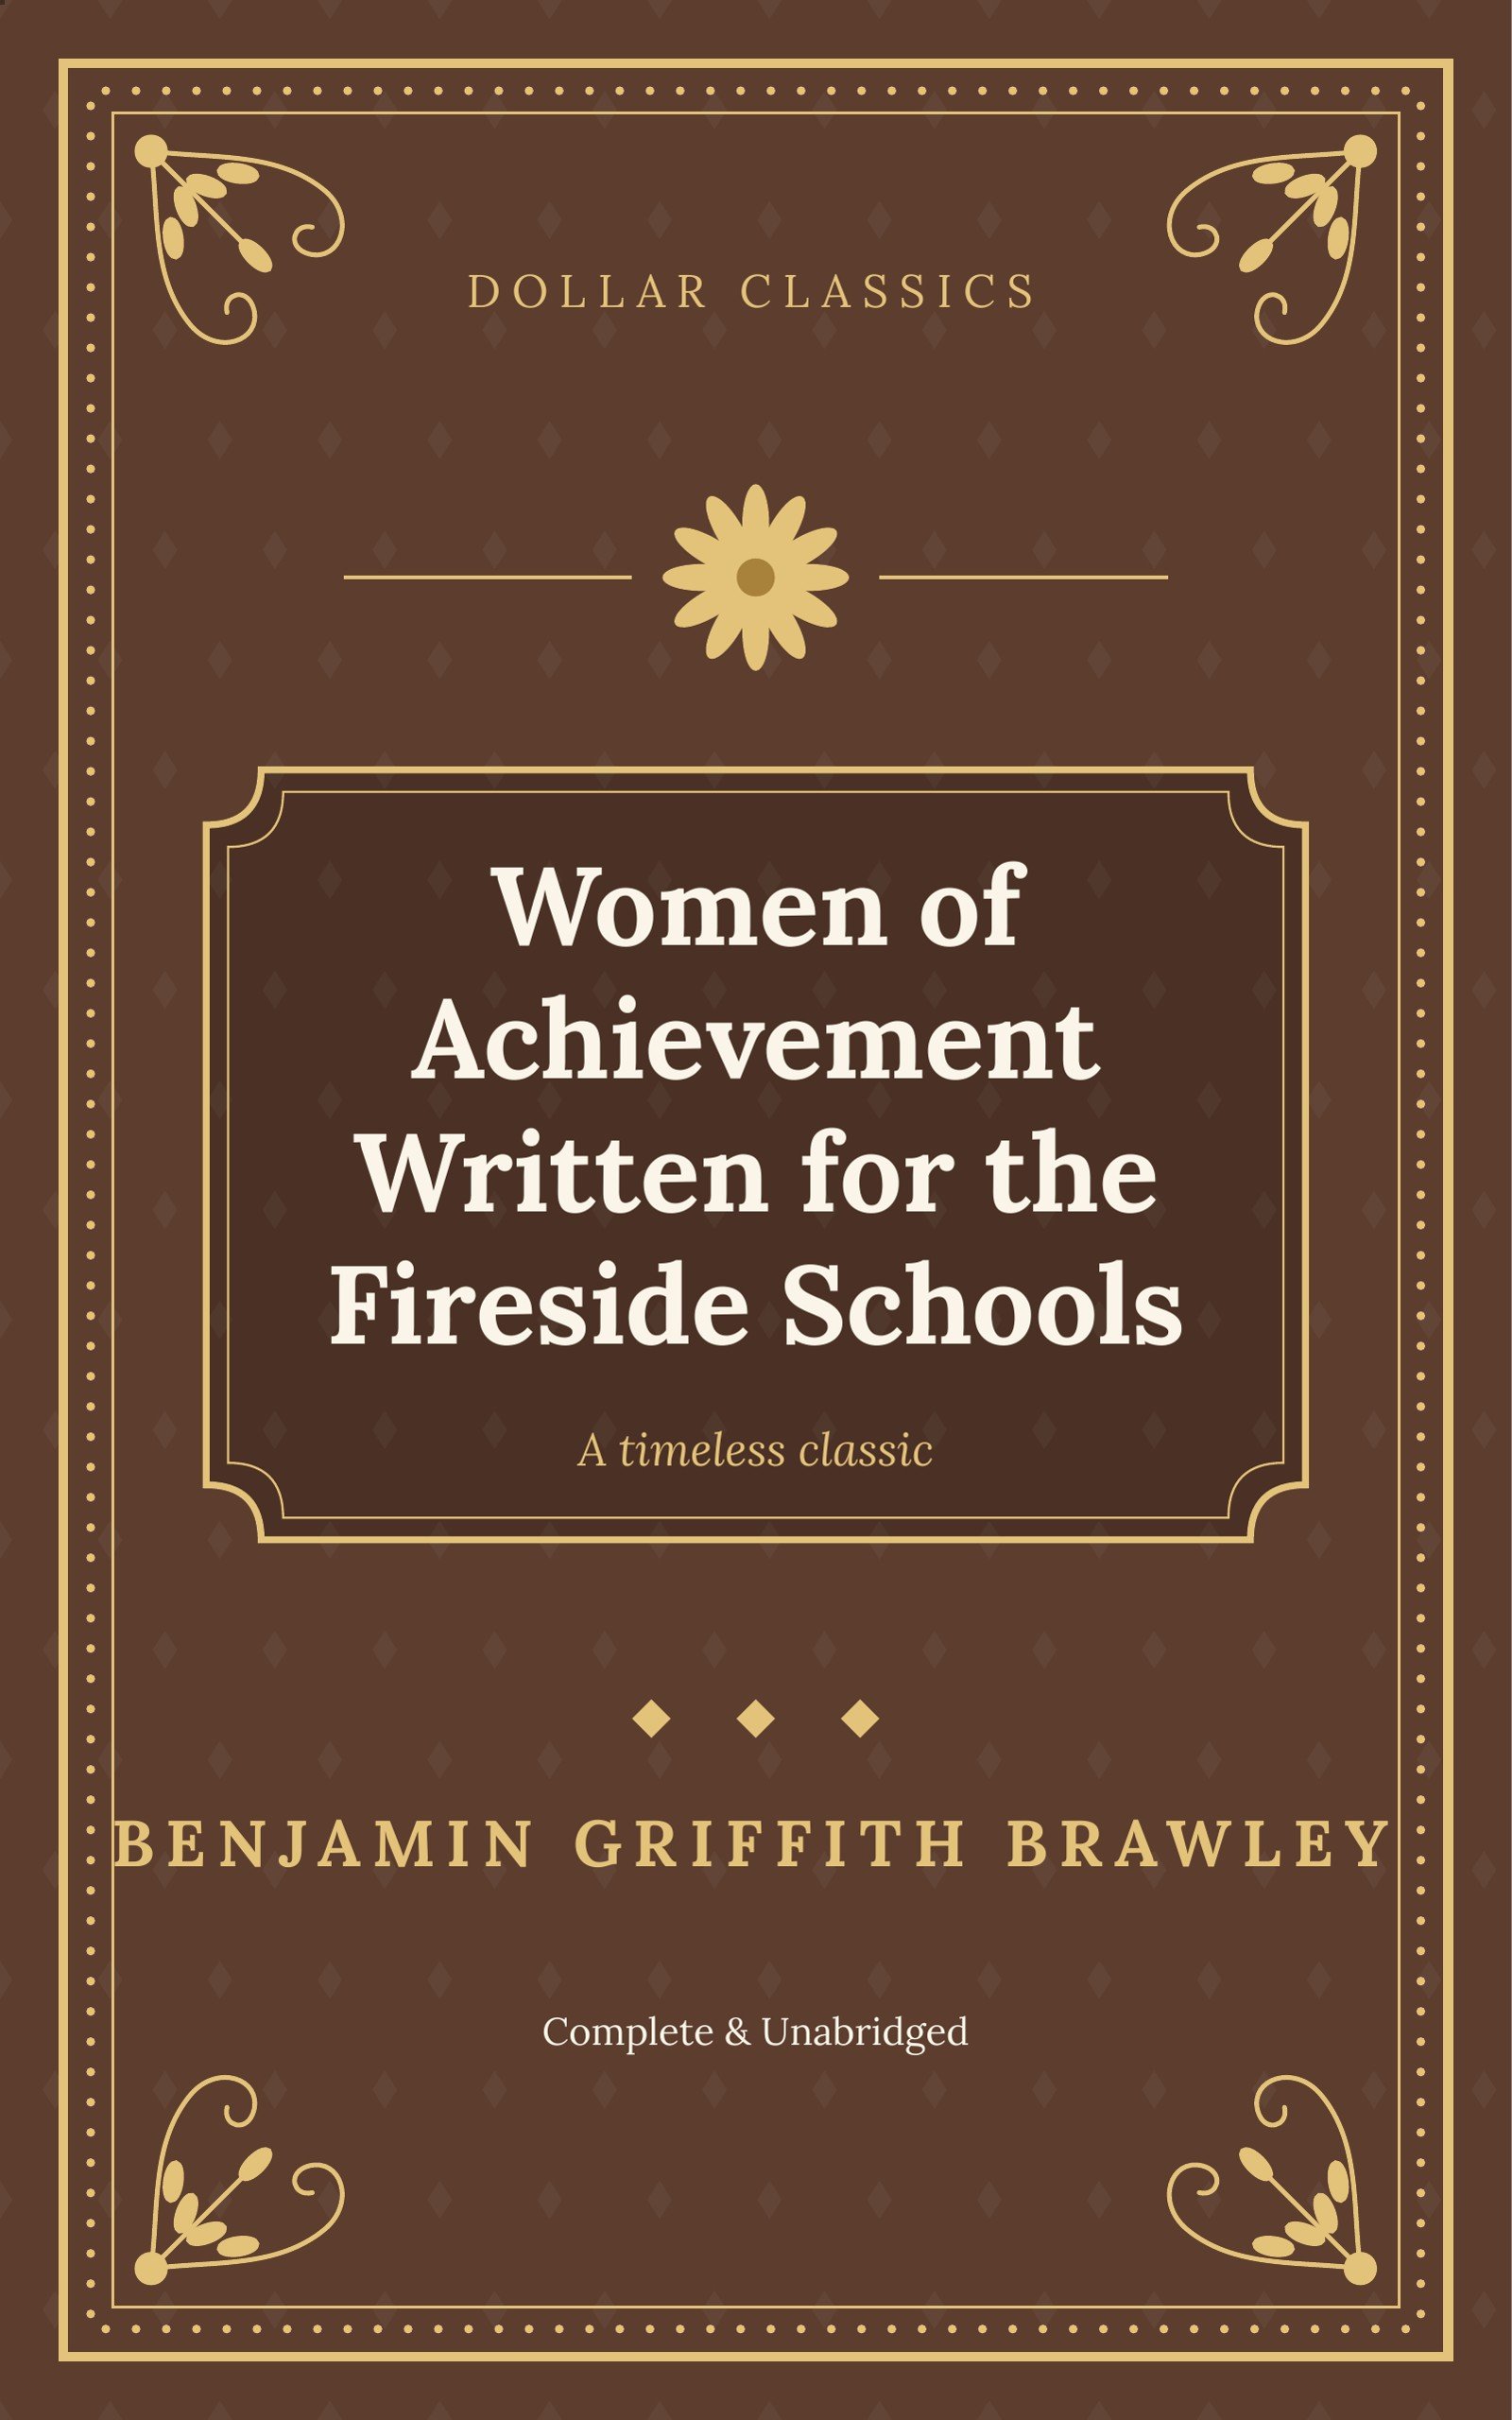 DOLLAR CLASSICS
Women of
Achievement
Written for the
Fireside Schools
A timeless classic
BENJAMIN GRIFFITH BRAWLEY
Complete & Unabridged